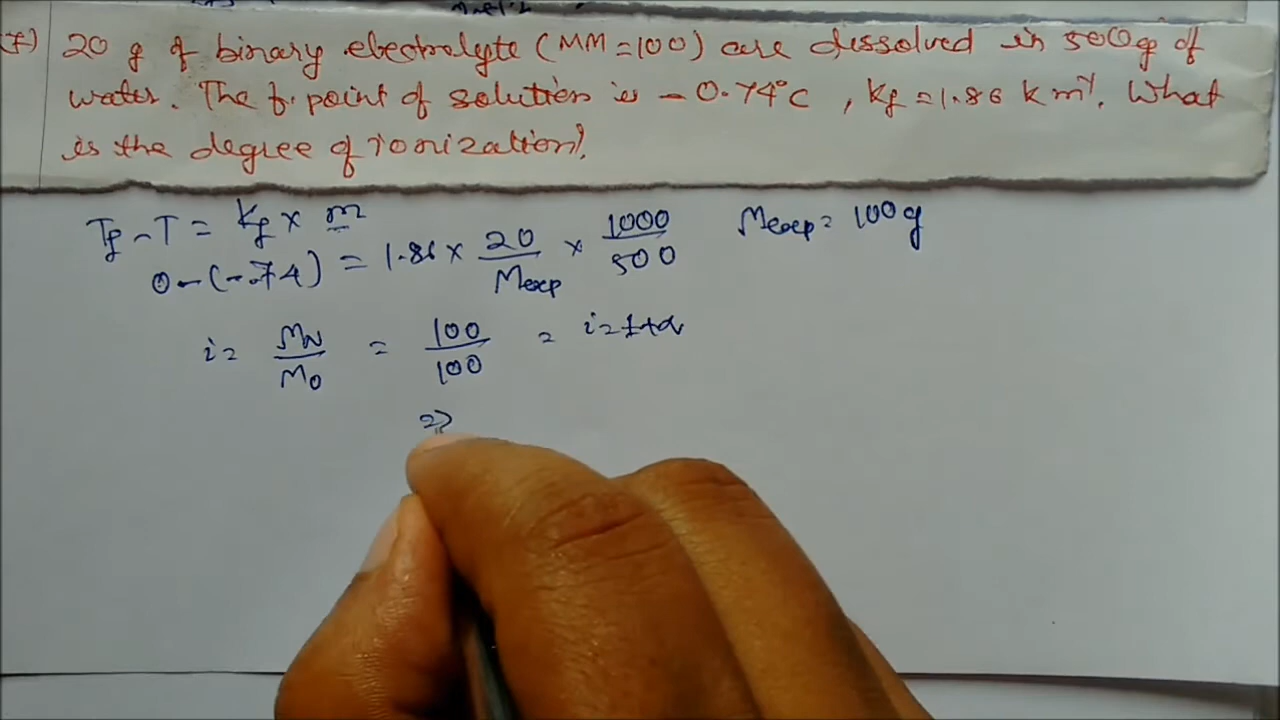 7) 20 g of binary electrolyte (MM=100) are dissolved in 500g of
water. The f. point of solution is -0.74°C, Kf = 1.86 K m⁻¹. What
is the degree of ionization?
Tf - T = Kf × m
0-(-.74) = 1.86 × 20/Mexp × 1000/500 Mexp = 100g
i = MN/MO = 100/100 = i = 1+α
=>